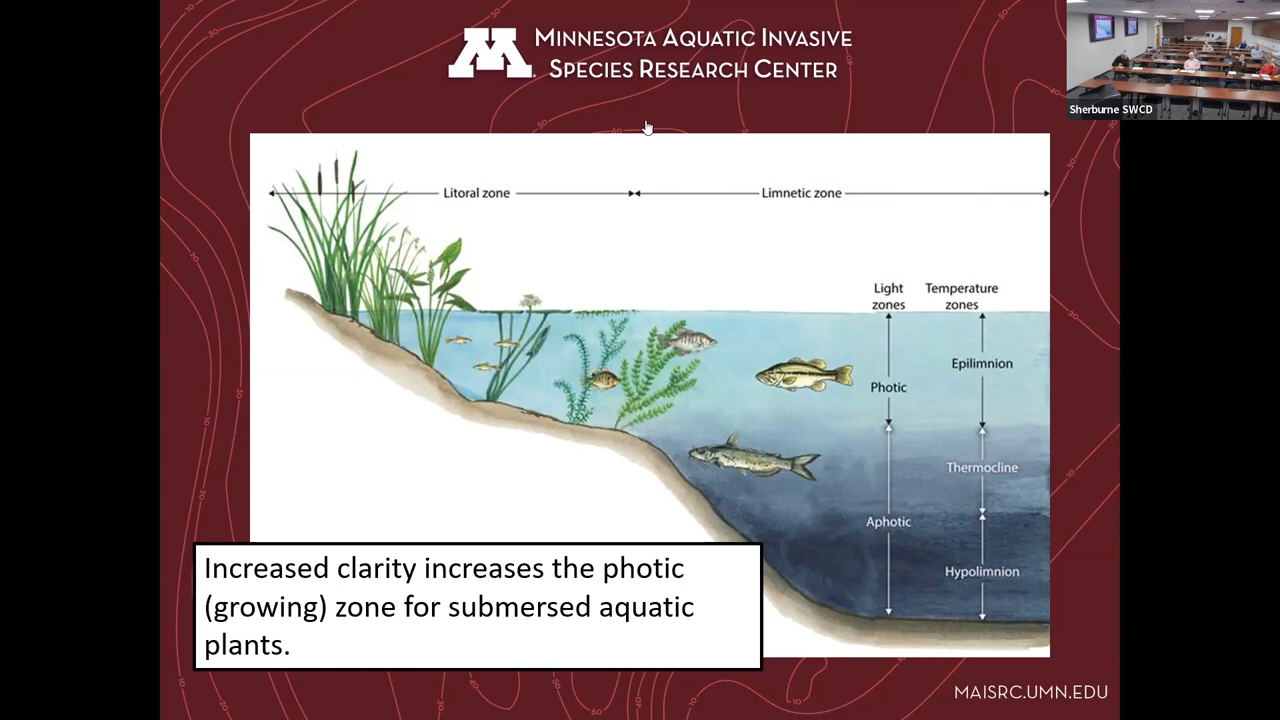 MINNESOTA AQUATIC INVASIVE
SPECIES RESEARCH CENTER
Sherburne SWCD
Litoral zone
Limnetic zone
Light
zones
Temperature
zones
Epilimnion
Photic
Thermocline
Aphotic
Hypolimnion
Increased clarity increases the photic
(growing) zone for submersed aquatic
plants.
MAISRC.UMN.EDU